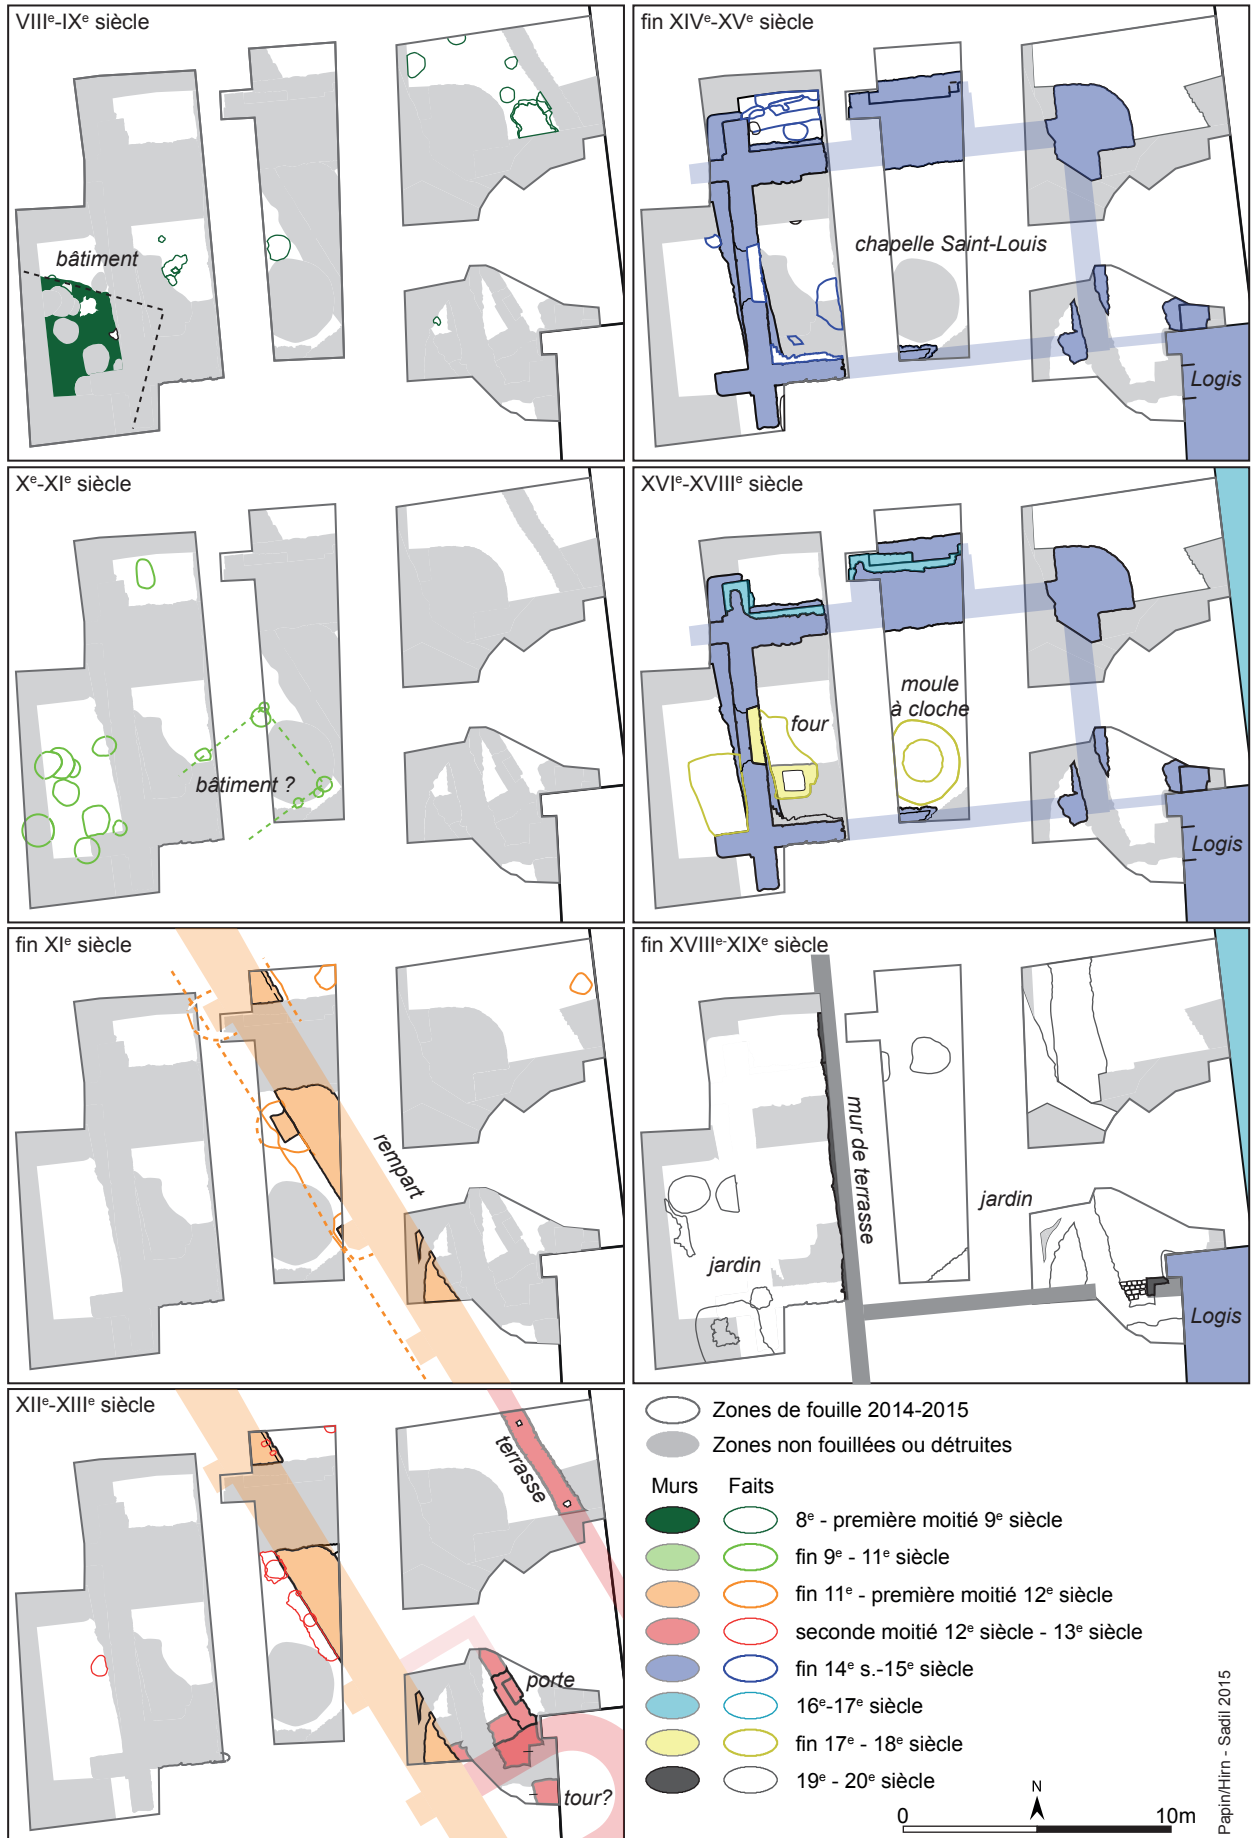 VIIIe-IXe siècle
bâtiment
Xe-XIe siècle
bâtiment ?
fin XIe siècle
rempart
XIIe-XIIIe siècle
terrasse
porte
tour?
fin XIVe-XVe siècle
chapelle Saint-Louis
Logis
XVIe-XVIIIe siècle
moule
à cloche
four
Logis
fin XVIIIe-XIXe siècle
mur de terrasse
jardin
jardin
Logis
Zones de fouille 2014-2015
Zones non fouillées ou détruites
Murs Faits
8e - première moitié 9e siècle
fin 9e - 11e siècle
fin 11e - première moitié 12e siècle
seconde moitié 12e siècle - 13e siècle
fin 14e s.-15e siècle
16e-17e siècle
fin 17e - 18e siècle
19e - 20e siècle
N
0 10m
Papin/Hirn - Sadil 2015